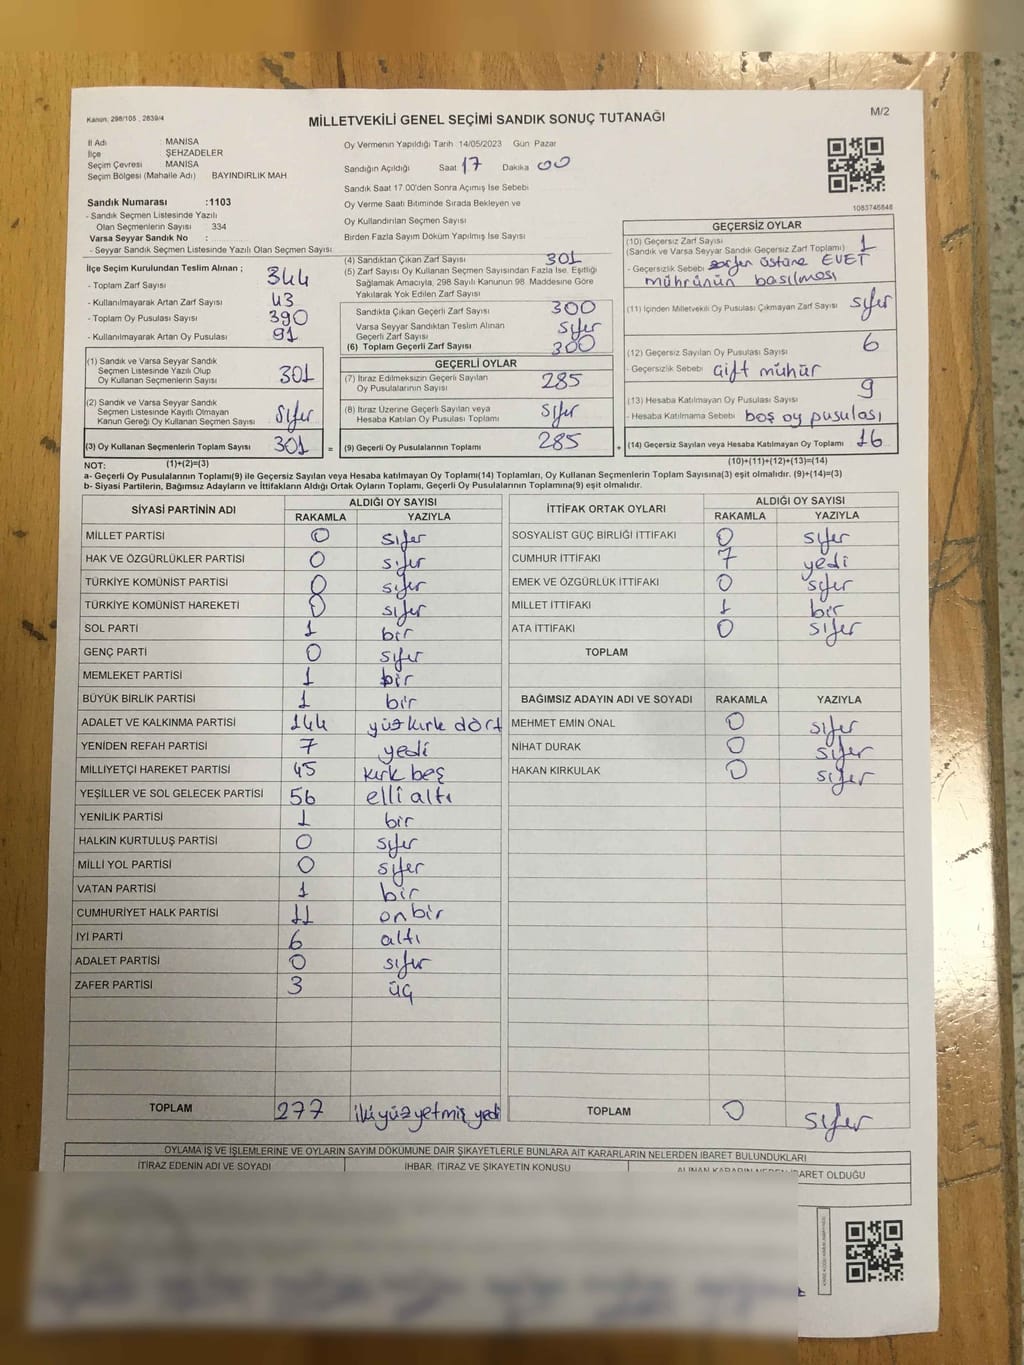 Kanun: 298/105 , 2839/4
MİLLETVEKİLİ GENEL SEÇİMİ SANDIK SONUÇ TUTANAĞI
M/2
İl Adı : MANİSA
İlçe : ŞEHZADELER
Seçim Çevresi : MANİSA
Seçim Bölgesi (Mahalle Adı) BAYINDIRLIK MAH
Sandık Numarası :1103
- Sandık Seçmen Listesinde Yazılı
Olan Seçmenlerin Sayısı : 334
Varsa Seyyar Sandık No :
- Seyyar Sandık Seçmen Listesinde Yazılı Olan Seçmen Sayısı:
Oy Vermenin Yapıldığı Tarih 14/05/2023 Gün Pazar
Sandığın Açıldığı Saat 17 Dakika 00
Sandık Saat 17.00'den Sonra Açımış İse Sebebi
Oy Verme Saati Bitiminde Sırada Bekleyen ve
Oy Kullandırılan Seçmen Sayısı
Birden Fazla Sayım Döküm Yapılmış İse Sayısı
1083746848
İlçe Seçim Kurulundan Teslim Alınan ;
- Toplam Zarf Sayısı 344
- Kullanılmayarak Artan Zarf Sayısı 43
- Toplam Oy Pusulası Sayısı 390
- Kullanılmayarak Artan Oy Pusulası 91
(4) Sandıktan Çıkan Zarf Sayısı 301
(5) Zarf Sayısı Oy Kullanan Seçmen Sayısından Fazla İse, Eşitliği
Sağlamak Amacıyla, 298 Sayılı Kanunun 98. Maddesine Göre
Yakılarak Yok Edilen Zarf Sayısı
Sandıkta Çıkan Geçerli Zarf Sayısı 300
Varsa Seyyar Sandıktan Teslim Alınan
Geçerli Zarf Sayısı sıfır
(6) Toplam Geçerli Zarf Sayısı 300
GEÇERSİZ OYLAR
(10) Geçersiz Zarf Sayısı
(Sandık ve Varsa Seyyar Sandık Geçersiz Zarf Toplamı) 1
- Geçersizlik Sebebi zarfın üstüne EVET
mührünün basılması
(11) İçinden Milletvekili Oy Pusulası Çıkmayan Zarf Sayısı sıfır
(12) Geçersiz Sayılan Oy Pusulası Sayısı 6
- Geçersizlik Sebebi çift mühür
(13) Hesaba Katılmayan Oy Pusulası Sayısı 9
- Hesaba Katılmama Sebebi boş oy pusulası
(1) Sandık ve Varsa Seyyar Sandık
Seçmen Listesinde Yazılı Olup
Oy Kullanan Seçmenlerin Sayısı 301
(2) Sandık ve Varsa Seyyar Sandık
Seçmen Listesinde Kayıtlı Olmayan
Kanun Gereği Oy Kullanan Seçmen Sayısı sıfır
(3) Oy Kullanan Seçmenlerin Toplam Sayısı 301
GEÇERLİ OYLAR
(7) İtiraz Edilmeksizin Geçerli Sayılan
Oy Pusulalarının Sayısı 285
(8) İtiraz Üzerine Geçerli Sayılan veya
Hesaba Katılan Oy Pusulası Toplamı sıfır
= (9) Geçerli Oy Pusulalarının Toplamı 285
+ (14) Geçersiz Sayılan veya Hesaba Katılmayan Oy Toplamı 16
NOT: (1)+(2)=(3)
(10)+(11)+(12)+(13)=(14)
a- Geçerli Oy Pusulalarının Toplamı(9) ile Geçersiz Sayılan veya Hesaba katılmayan Oy Toplamı(14) Toplamları, Oy Kullanan Seçmenlerin Toplam Sayısına(3) eşit olmalıdır. (9)+(14)=(3)
b- Siyasi Partilerin, Bağımsız Adayların ve İttifakların Aldığı Oyların Toplamı, Geçerli Oy Pusulalarının Toplamına(9) eşit olmalıdır.
SİYASİ PARTİNİN ADI ALDIĞI OY SAYISI
RAKAMLA YAZIYLA
MİLLET PARTİSİ 0 sıfır
HAK VE ÖZGÜRLÜKLER PARTİSİ 0 sıfır
TÜRKİYE KOMÜNİST PARTİSİ 0 sıfır
TÜRKİYE KOMÜNİST HAREKETİ 0 sıfır
SOL PARTİ 1 bir
GENÇ PARTİ 0 sıfır
MEMLEKET PARTİSİ 1 bir
BÜYÜK BİRLİK PARTİSİ 1 bir
ADALET VE KALKINMA PARTİSİ 144 yüz kırk dört
YENİDEN REFAH PARTİSİ 7 yedi
MİLLİYETÇİ HAREKET PARTİSİ 45 kırk beş
YEŞİLLER VE SOL GELECEK PARTİSİ 56 elli altı
YENİLİK PARTİSİ 1 bir
HALKIN KURTULUŞ PARTİSİ 0 sıfır
MİLLİ YOL PARTİSİ 0 sıfır
VATAN PARTİSİ 1 bir
CUMHURİYET HALK PARTİSİ 11 onbir
İYİ PARTİ 6 altı
ADALET PARTİSİ 0 sıfır
ZAFER PARTİSİ 3 üç
TOPLAM 277 ikiyüz yetmiş yedi
İTTİFAK ORTAK OYLARI ALDIĞI OY SAYISI
RAKAMLA YAZIYLA
SOSYALİST GÜÇ BİRLİĞİ İTTİFAKI 0 sıfır
CUMHUR İTTİFAKI 7 yedi
EMEK VE ÖZGÜRLÜK İTTİFAKI 0 sıfır
MİLLET İTTİFAKI 1 bir
ATA İTTİFAKI 0 sıfır
TOPLAM
BAĞIMSIZ ADAYIN ADI VE SOYADI RAKAMLA YAZIYLA
MEHMET EMİN ÖNAL 0 sıfır
NİHAT DURAK 0 sıfır
HAKAN KIRKULAK 0 sıfır
TOPLAM 0 sıfır
OYLAMA İŞ VE İŞLEMLERİNE VE OYLARIN SAYIM DÖKÜMÜNE DAİR ŞİKAYETLERLE BUNLARA AİT KARARLARIN NELERDEN İBARET BULUNDUKLARI
İTİRAZ EDENİN ADI VE SOYADI
İHBAR, İTİRAZ VE ŞİKAYETİN KONUSU
ALINAN KARARIN NEDEN İBARET OLDUĞU